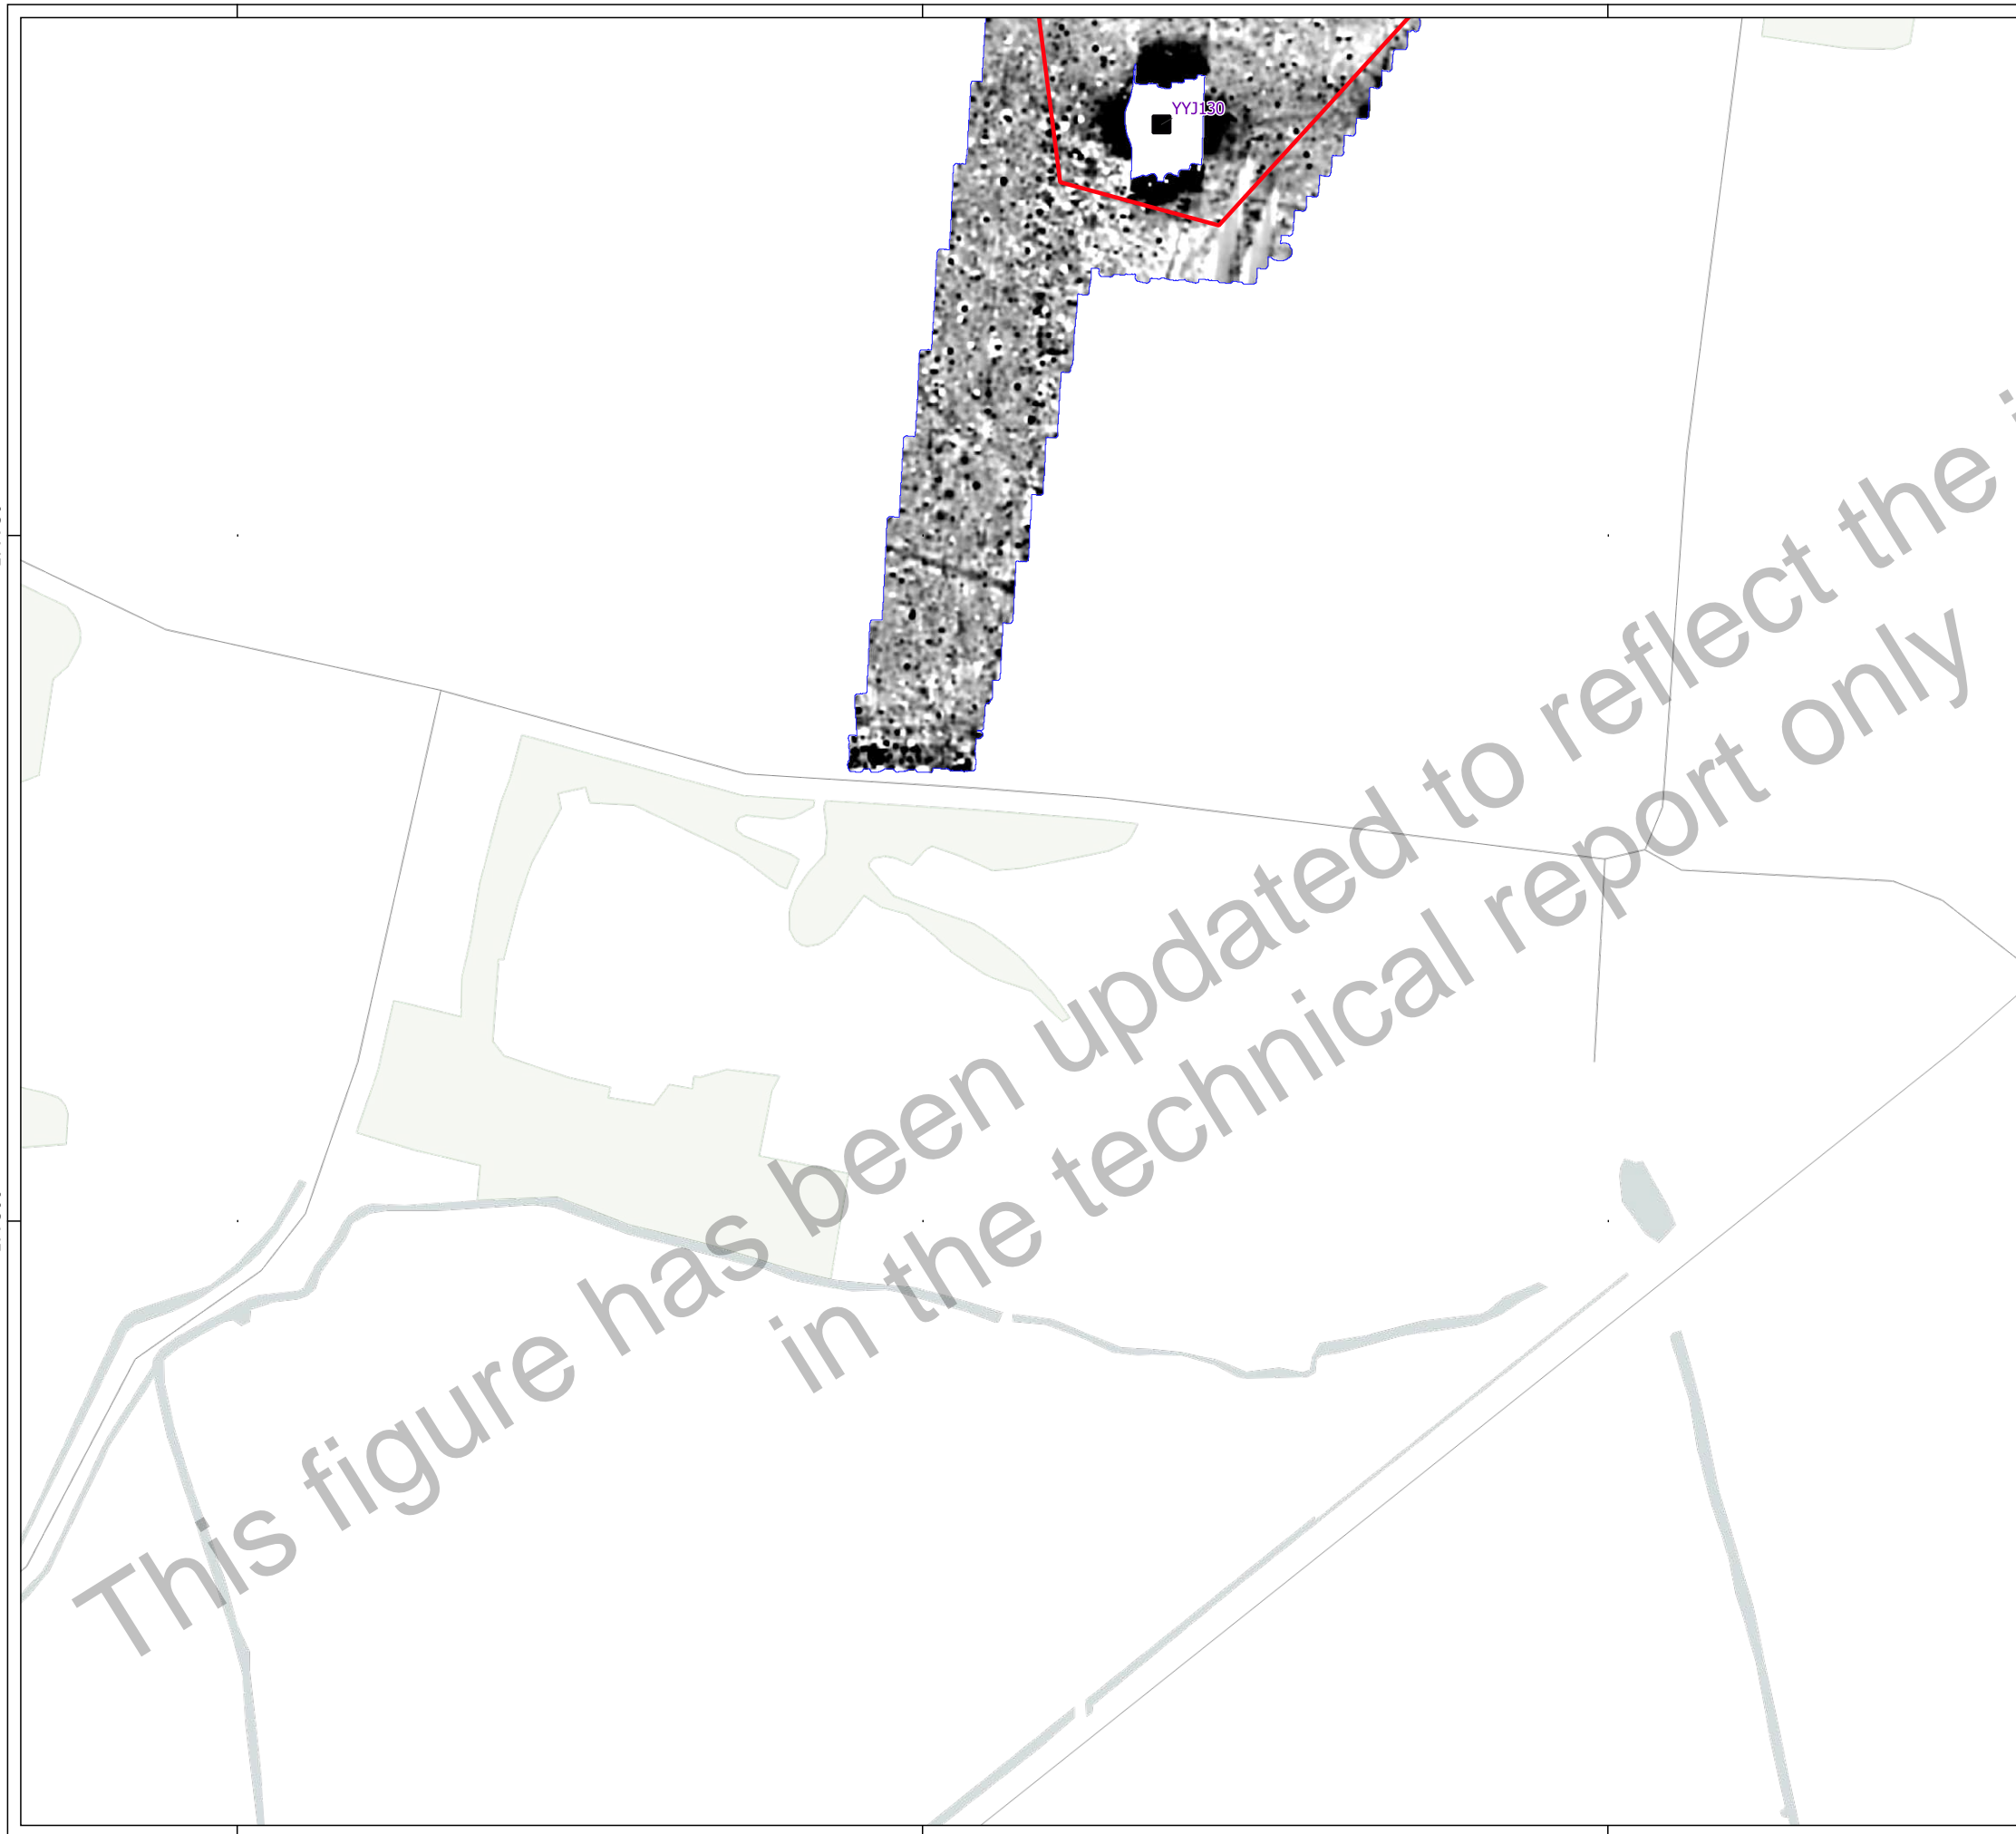 YYJ130
This figure has been updated to reflect the
in the technical report only